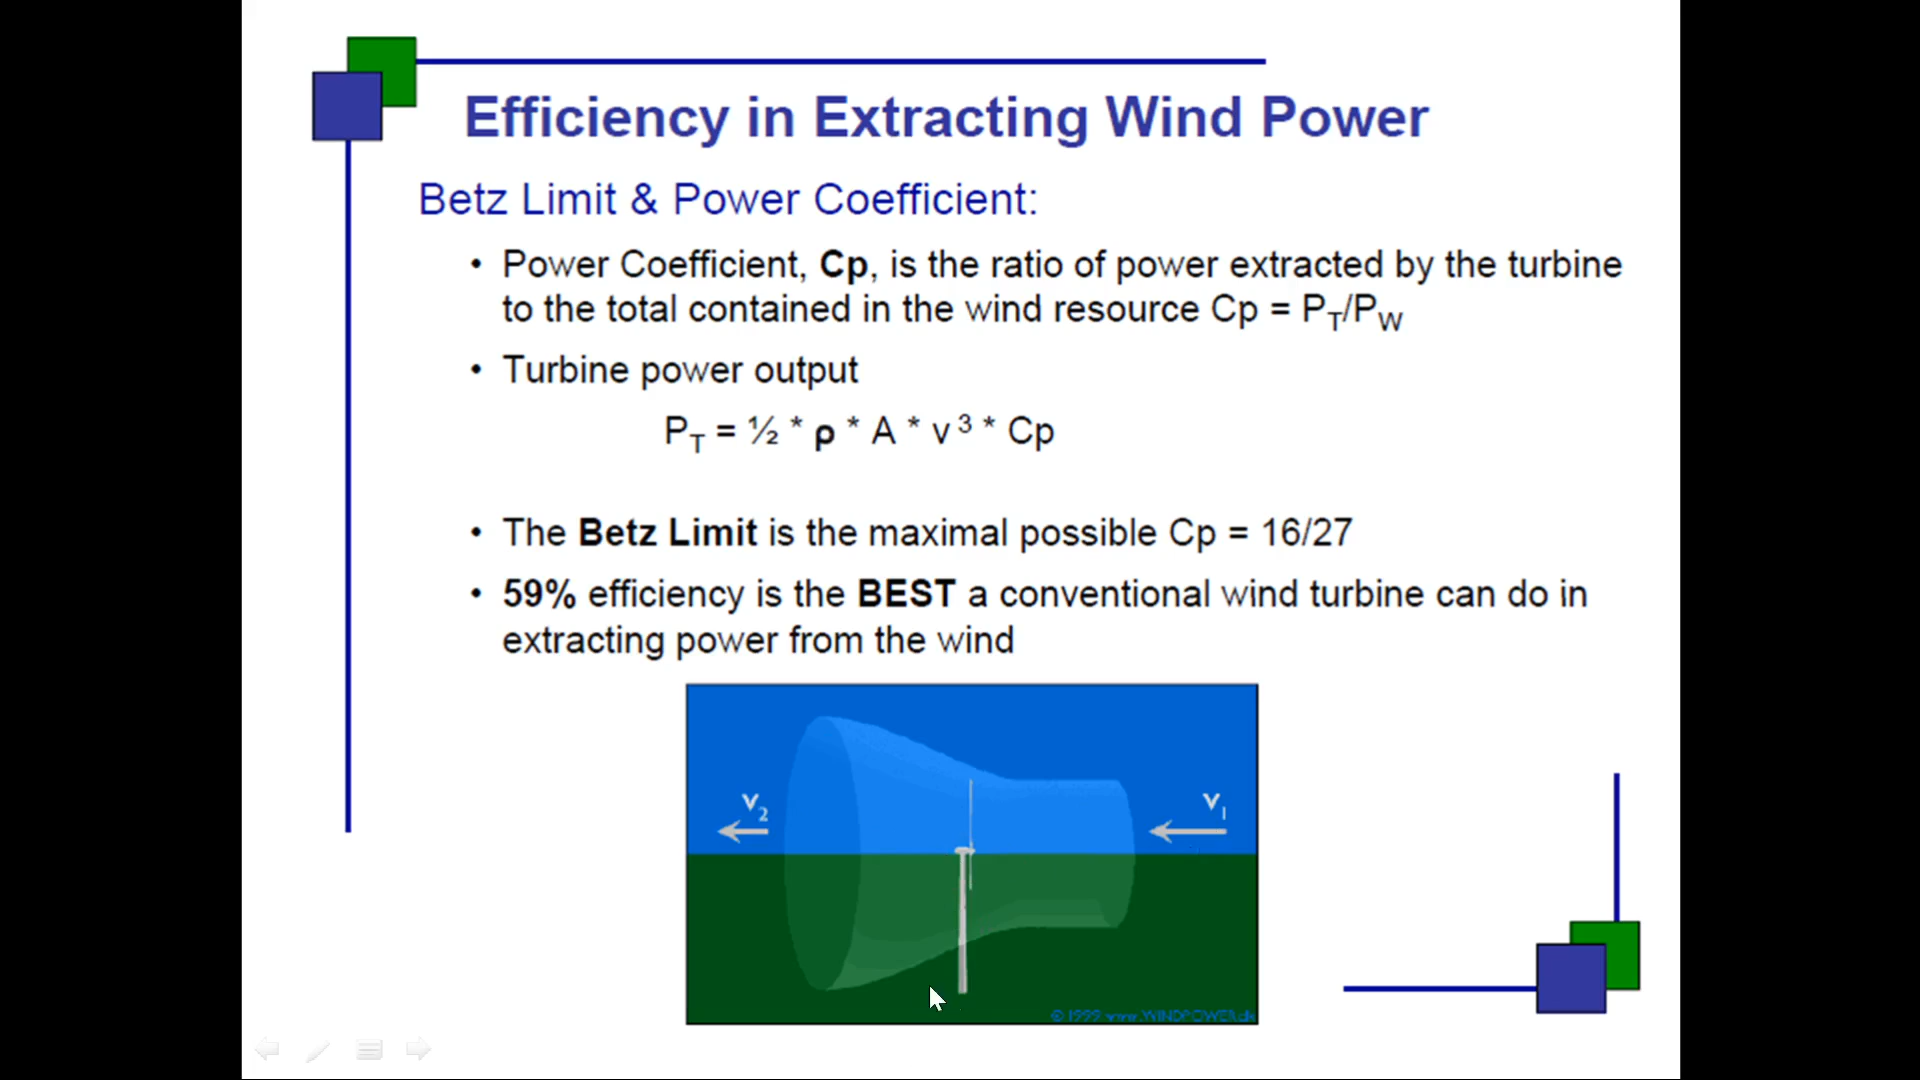 Efficiency in Extracting Wind Power
Betz Limit & Power Coefficient:
• Power Coefficient, Cp, is the ratio of power extracted by the turbine
to the total contained in the wind resource Cp = P_T/P_W
• Turbine power output
P_T = ½ * ρ * A * v ³ * Cp
• The Betz Limit is the maximal possible Cp = 16/27
• 59% efficiency is the BEST a conventional wind turbine can do in
extracting power from the wind
v₂
v₁
© 1999 www.WINDPOWER.dk